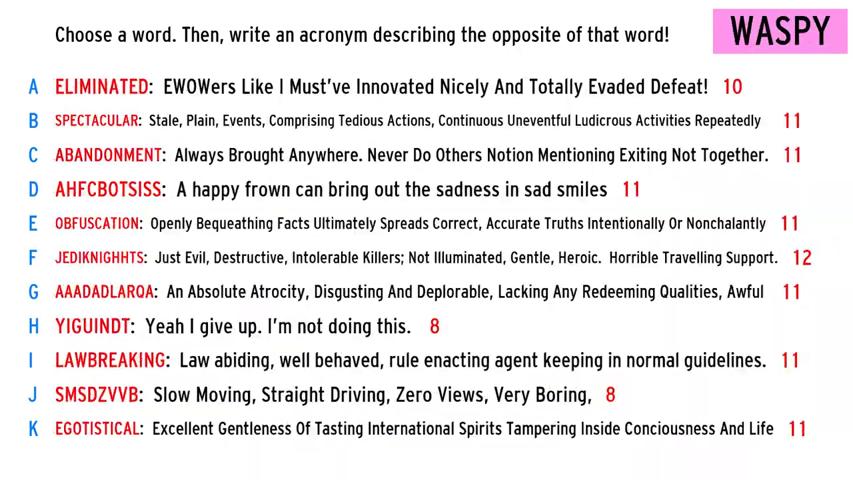 Choose a word. Then, write an acronym describing the opposite of that word!
WASPY
A ELIMINATED: EWOWers Like I Must've Innovated Nicely And Totally Evaded Defeat! 10
B SPECTACULAR: Stale, Plain, Events, Comprising Tedious Actions, Continuous Uneventful Ludicrous Activities Repeatedly 11
C ABANDONMENT: Always Brought Anywhere. Never Do Others Notion Mentioning Exiting Not Together. 11
D AHFCBOTSISS: A happy frown can bring out the sadness in sad smiles 11
E OBFUSCATION: Openly Bequeathing Facts Ultimately Spreads Correct, Accurate Truths Intentionally Or Nonchalantly 11
F JEDIKNIGHHTS: Just Evil, Destructive, Intolerable Killers; Not Illuminated, Gentle, Heroic. Horrible Travelling Support. 12
G AAADADLARQA: An Absolute Atrocity, Disgusting And Deplorable, Lacking Any Redeeming Qualities, Awful 11
H YIGUINDT: Yeah I give up. I'm not doing this. 8
I LAWBREAKING: Law abiding, well behaved, rule enacting agent keeping in normal guidelines. 11
J SMSDZVVB: Slow Moving, Straight Driving, Zero Views, Very Boring, 8
K EGOTISTICAL: Excellent Gentleness Of Tasting International Spirits Tampering Inside Conciousness And Life 11